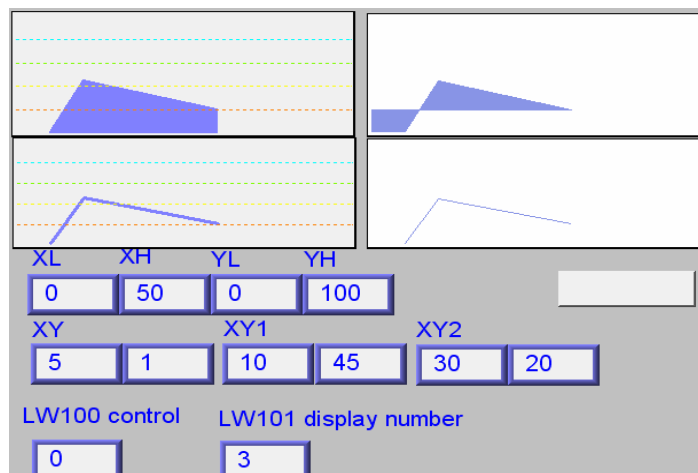 XL XH YL YH
0 50 0 100
XY XY1 XY2
5 1 10 45 30 20
LW100 control LW101 display number
0 3